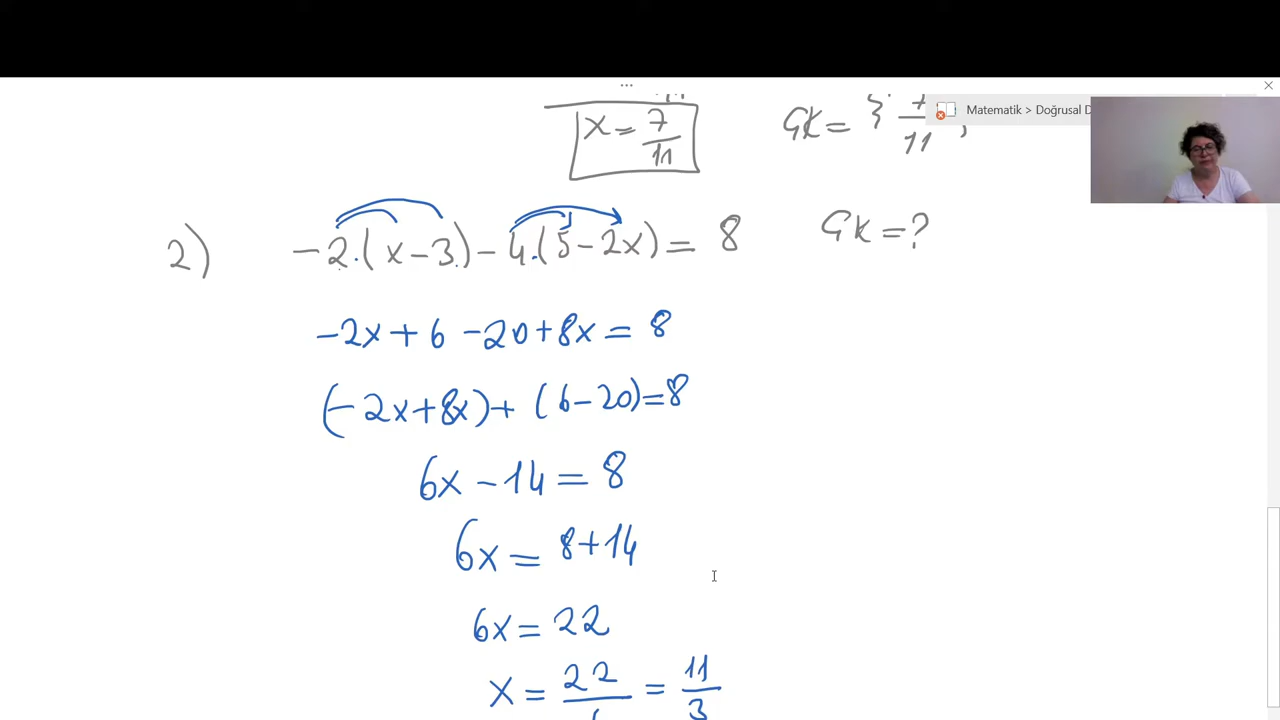 Matematik > Doğrusal D
x = 7/11
ÇK = { 7/11 }
2) -2.(x-3)-4.(5-2x) = 8 ÇK = ?
-2x + 6 -20+8x = 8
(-2x+8x)+ (6-20)=8
6x - 14 = 8
6x = 8+14
6x = 22
x = 22/6 = 11/3